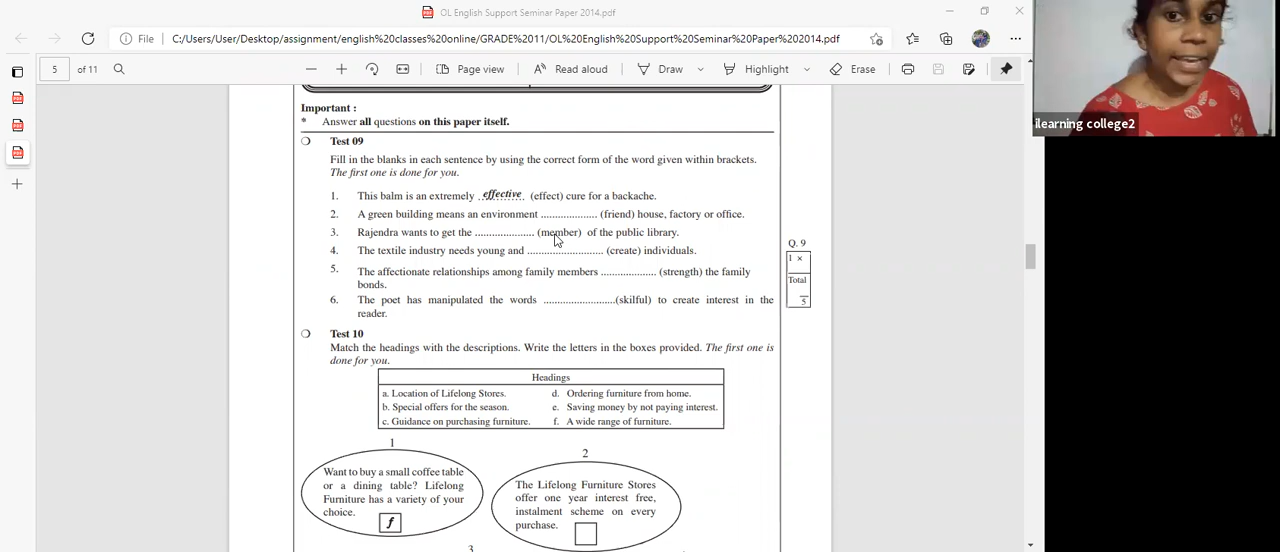 OL English Support Seminar Paper 2014.pdf
File C:/Users/User/Desktop/assignment/english%20classes%20online/GRADE%2011/OL%20English%20Support%20Seminar%20Paper%202014.pdf
5 of 11 Page view Read aloud Draw Highlight Erase
ilearning college2
Important :
* Answer all questions on this paper itself.
Test 09
Fill in the blanks in each sentence by using the correct form of the word given within brackets.
The first one is done for you.
1. This balm is an extremely ..effective.. (effect) cure for a backache.
2. A green building means an environment ................... (friend) house, factory or office.
3. Rajendra wants to get the .................... (member) of the public library.
4. The textile industry needs young and .......................... (create) individuals.
5. The affectionate relationships among family members ................... (strength) the family
bonds.
6. The poet has manipulated the words .........................(skilful) to create interest in the
reader.
Q. 9
1 ×
Total
5
Test 10
Match the headings with the descriptions. Write the letters in the boxes provided. The first one is
done for you.
Headings
a. Location of Lifelong Stores. d. Ordering furniture from home.
b. Special offers for the season. e. Saving money by not paying interest.
c. Guidance on purchasing furniture. f. A wide range of furniture.
1
Want to buy a small coffee table
or a dining table? Lifelong
Furniture has a variety of your
choice.
f
2
The Lifelong Furniture Stores
offer one year interest free,
instalment scheme on every
purchase.
3